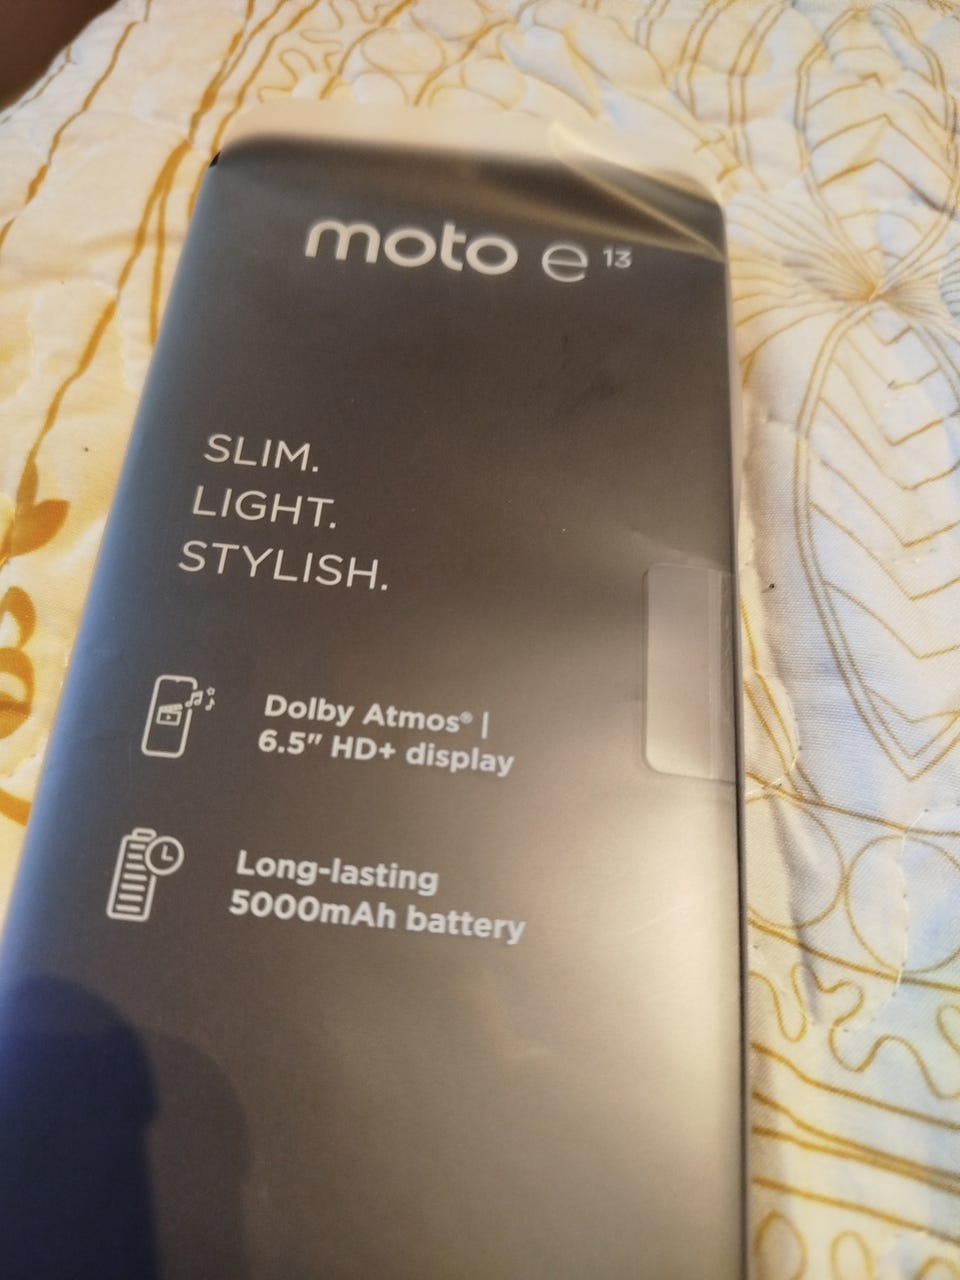 moto e 13
SLIM.
LIGHT.
STYLISH.
Dolby Atmos® |
6.5" HD+ display
Long-lasting
5000mAh battery